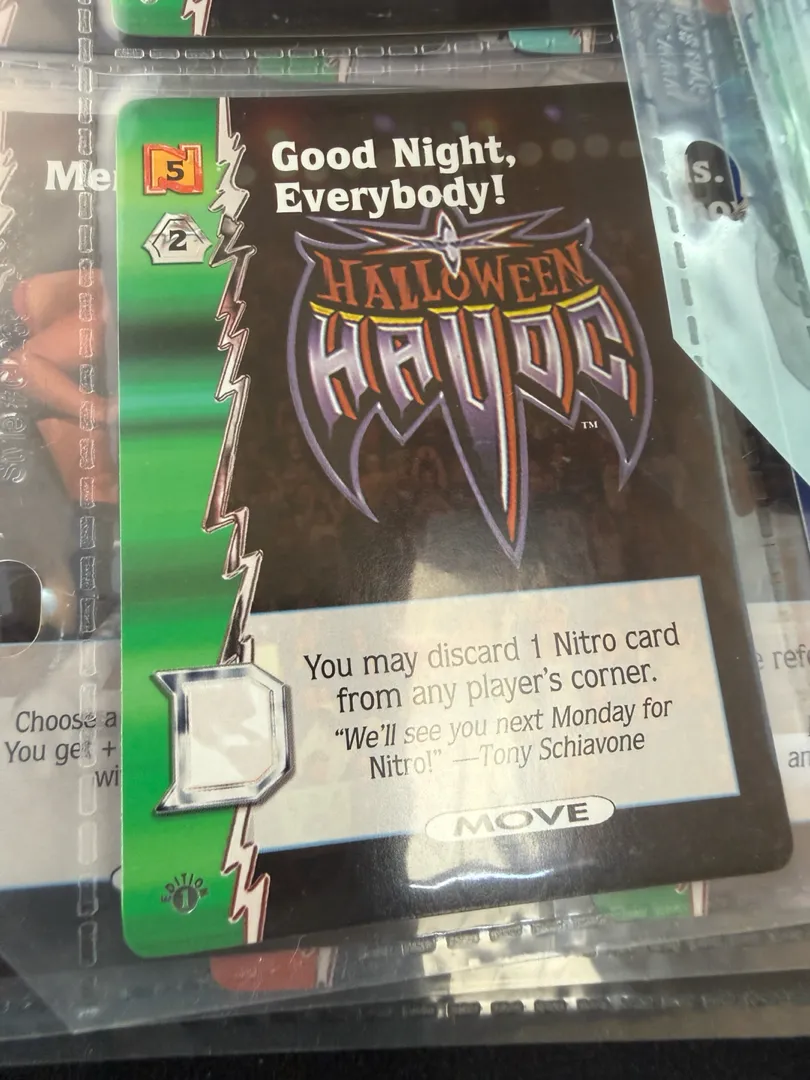 5
2
Good Night,
Everybody!
HALLOWEEN
HAVOC
TM
You may discard 1 Nitro card
from any player's corner.
“We'll see you next Monday for
Nitro!” —Tony Schiavone
MOVE
EDITION
1
Choose a
You get +